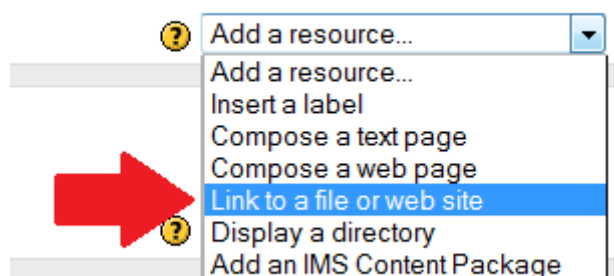 ? Add a resource...
Add a resource...
Insert a label
Compose a text page
Compose a web page
Link to a file or web site
? Display a directory
Add an IMS Content Package